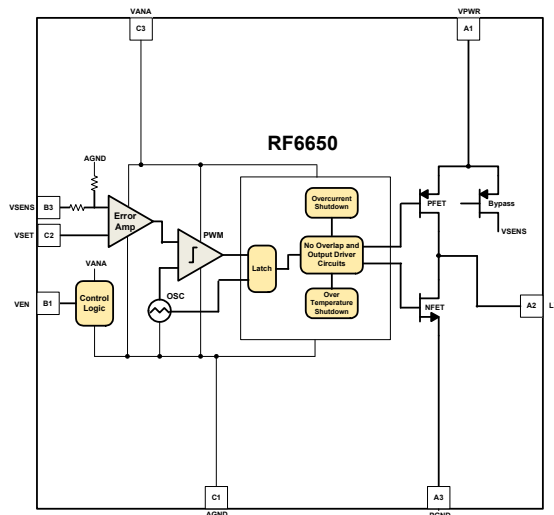 VANA
VPWR
C3
A1
RF6650
AGND
Overcurrent
Shutdown
VSENS
B3
Error
Amp
PFET
Bypass
VSENS
VSET
C2
PWM
No Overlap and
Output Driver
Circuits
Latch
VANA
VEN
B1
Control
Logic
OSC
Over
Temperature
Shutdown
NFET
A2
L
C1
A3
AGND
PGND